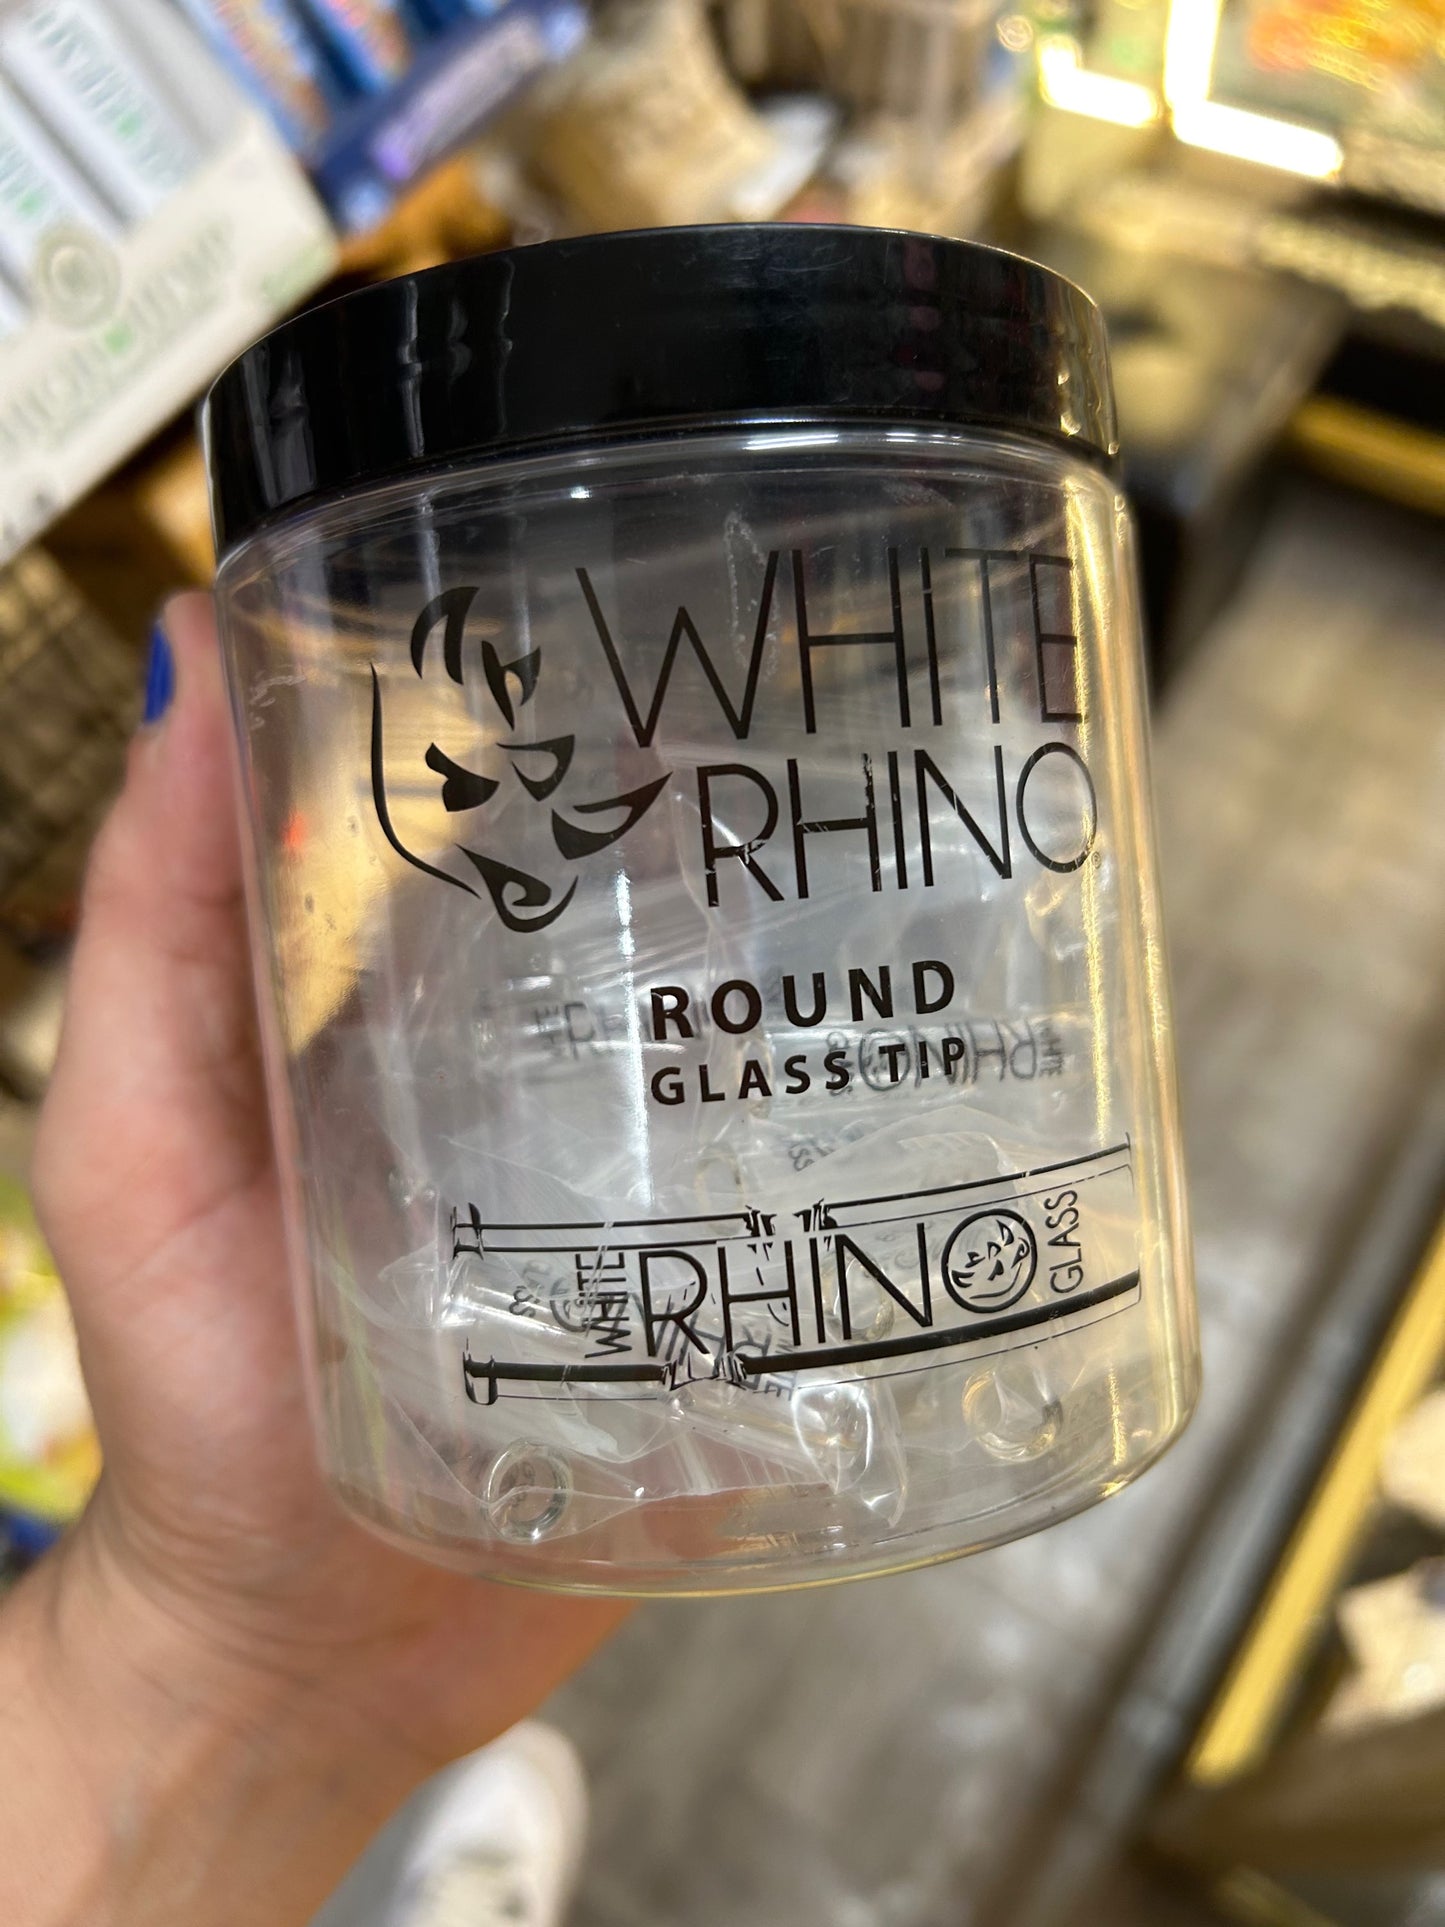 WHITE
RHINO®
ROUND
GLASS TIP
WHITE RHINO GLASS